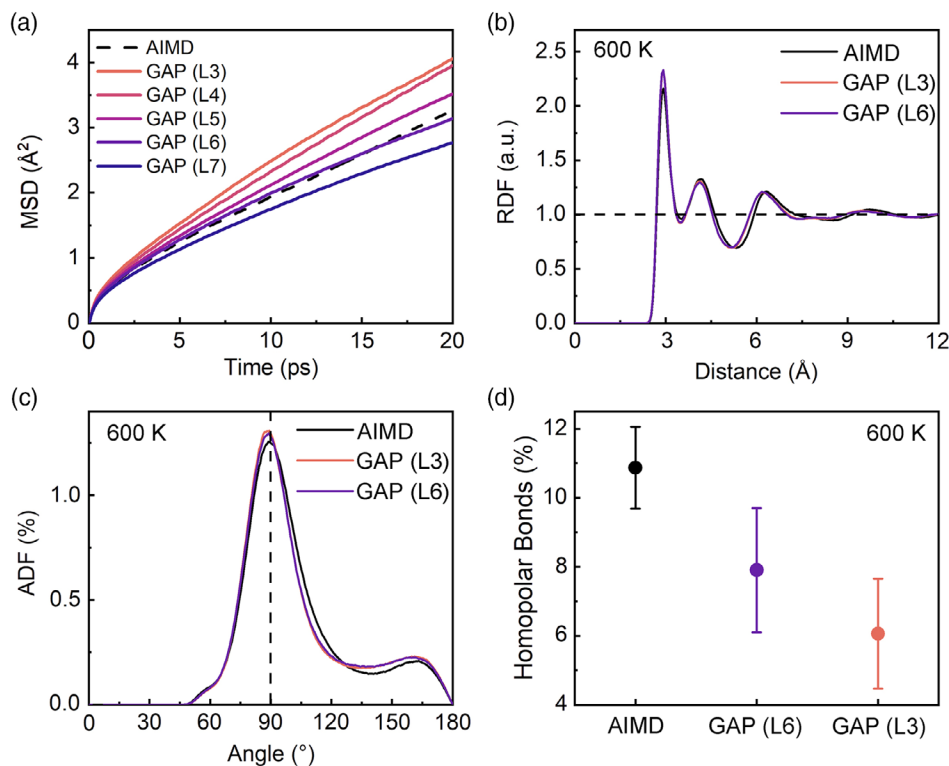 (a)
AIMD
GAP (L3)
GAP (L4)
GAP (L5)
GAP (L6)
GAP (L7)
MSD (Å²)
4
3
2
1
0
0 5 10 15 20
Time (ps)
(b)
600 K
AIMD
GAP (L3)
GAP (L6)
RDF (a.u.)
2.5
2.0
1.5
1.0
0.5
0.0
0 3 6 9 12
Distance (Å)
(c)
600 K
AIMD
GAP (L3)
GAP (L6)
ADF (%)
1.0
0.5
0.0
0 30 60 90 120 150 180
Angle (°)
(d)
600 K
Homopolar Bonds (%)
12
10
8
6
4
AIMD GAP (L6) GAP (L3)